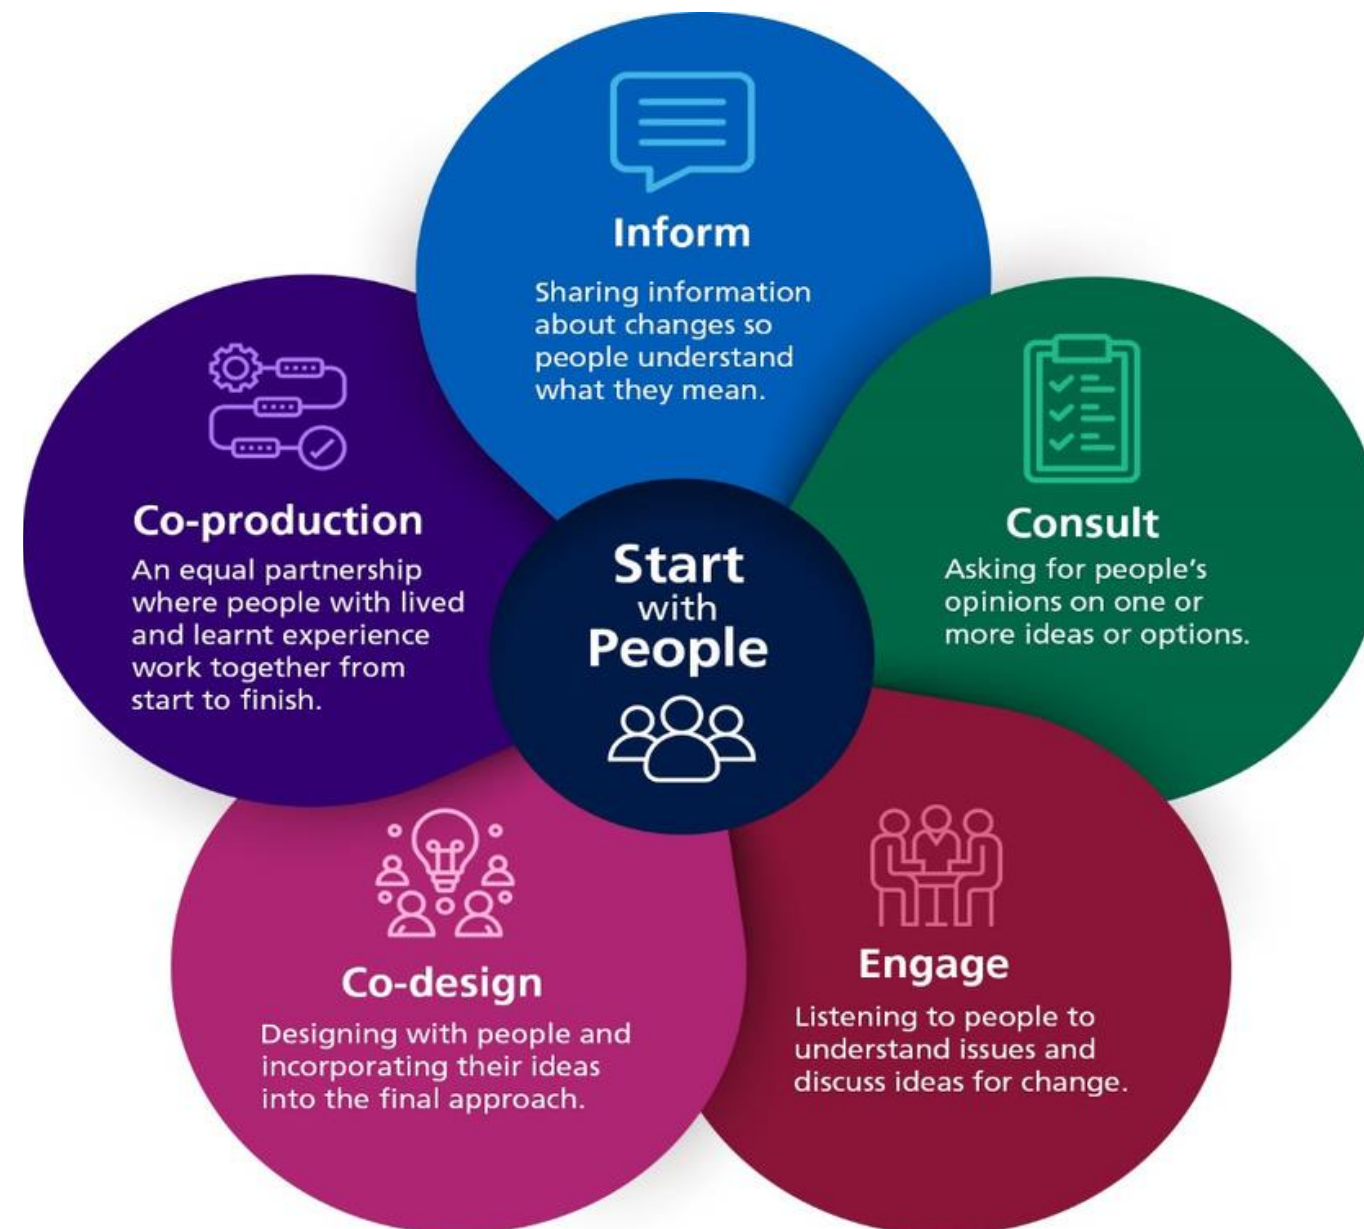 Inform
Sharing information
about changes so
people understand
what they mean.
Consult
Asking for people’s
opinions on one or
more ideas or options.
Engage
Listening to people to
understand issues and
discuss ideas for change.
Co-design
Designing with people and
incorporating their ideas
into the final approach.
Co-production
An equal partnership
where people with lived
and learnt experience
work together from
start to finish.
Start
with
People